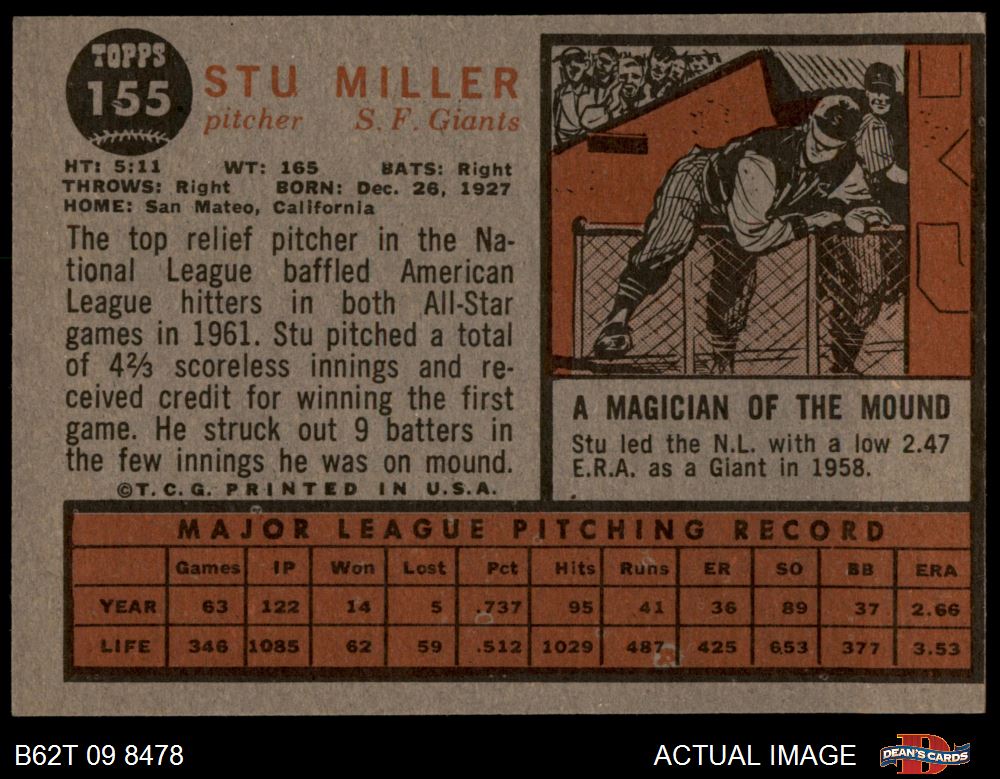 TOPPS
155
STU MILLER
pitcher S. F. Giants
HT: 5:11 WT: 165 BATS: Right
THROWS: Right BORN: Dec. 26, 1927
HOME: San Mateo, California
The top relief pitcher in the Na-
tional League baffled American
League hitters in both All-Star
games in 1961. Stu pitched a total
of 4⅔ scoreless innings and re-
ceived credit for winning the first
game. He struck out 9 batters in
the few innings he was on mound.
©T.C.G. PRINTED IN U.S.A.
A MAGICIAN OF THE MOUND
Stu led the N.L. with a low 2.47
E.R.A. as a Giant in 1958.
MAJOR LEAGUE PITCHING RECORD
Games IP Won Lost Pct Hits Runs ER SO BB ERA
YEAR 63 122 14 5 .737 95 41 36 89 37 2.66
LIFE 346 1085 62 59 .512 1029 487 425 653 377 3.53
B62T 09 8478 ACTUAL IMAGE DEAN'S CARDS